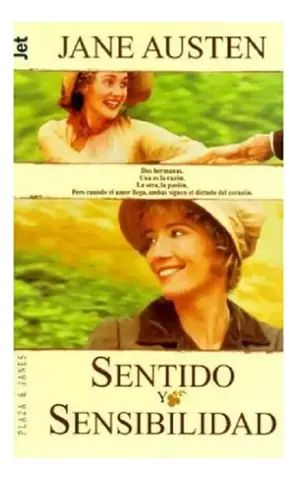 Jet
JANE AUSTEN
Dos hermanas.
Una es la razón.
La otra, la pasión.
Pero cuando el amor llega, ambas siguen el dictado del corazón.
PLAZA & JANES
SENTIDO
Y
SENSIBILIDAD